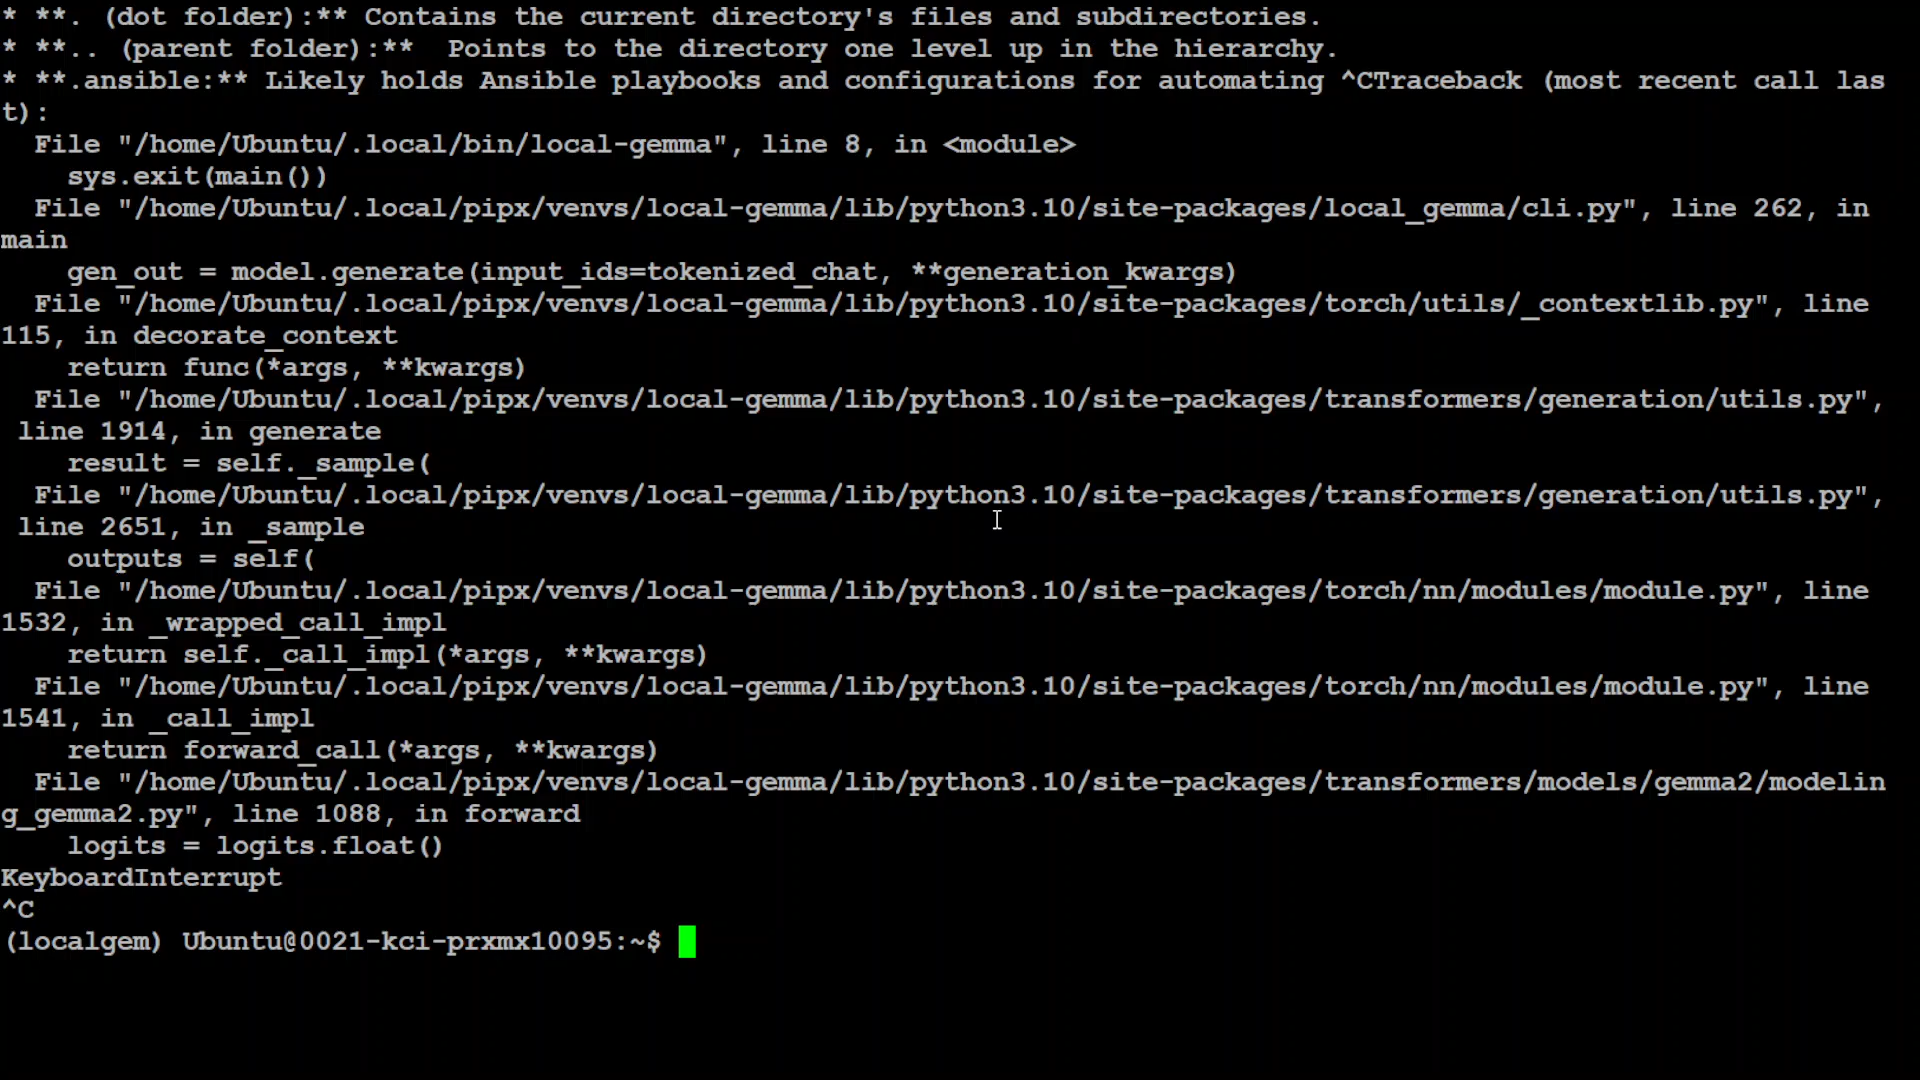 * **. (dot folder):** Contains the current directory's files and subdirectories.
* **.. (parent folder):**  Points to the directory one level up in the hierarchy.
* **.ansible:** Likely holds Ansible playbooks and configurations for automating ^CTraceback (most recent call las
t):
  File "/home/Ubuntu/.local/bin/local-gemma", line 8, in <module>
    sys.exit(main())
  File "/home/Ubuntu/.local/pipx/venvs/local-gemma/lib/python3.10/site-packages/local_gemma/cli.py", line 262, in
main
    gen_out = model.generate(input_ids=tokenized_chat, **generation_kwargs)
  File "/home/Ubuntu/.local/pipx/venvs/local-gemma/lib/python3.10/site-packages/torch/utils/_contextlib.py", line
115, in decorate_context
    return func(*args, **kwargs)
  File "/home/Ubuntu/.local/pipx/venvs/local-gemma/lib/python3.10/site-packages/transformers/generation/utils.py",
 line 1914, in generate
    result = self._sample(
  File "/home/Ubuntu/.local/pipx/venvs/local-gemma/lib/python3.10/site-packages/transformers/generation/utils.py",
 line 2651, in _sample
    outputs = self(
  File "/home/Ubuntu/.local/pipx/venvs/local-gemma/lib/python3.10/site-packages/torch/nn/modules/module.py", line
1532, in _wrapped_call_impl
    return self._call_impl(*args, **kwargs)
  File "/home/Ubuntu/.local/pipx/venvs/local-gemma/lib/python3.10/site-packages/torch/nn/modules/module.py", line
1541, in _call_impl
    return forward_call(*args, **kwargs)
  File "/home/Ubuntu/.local/pipx/venvs/local-gemma/lib/python3.10/site-packages/transformers/models/gemma2/modelin
g_gemma2.py", line 1088, in forward
    logits = logits.float()
KeyboardInterrupt
^C
(localgem) Ubuntu@0021-kci-prxmx10095:~$